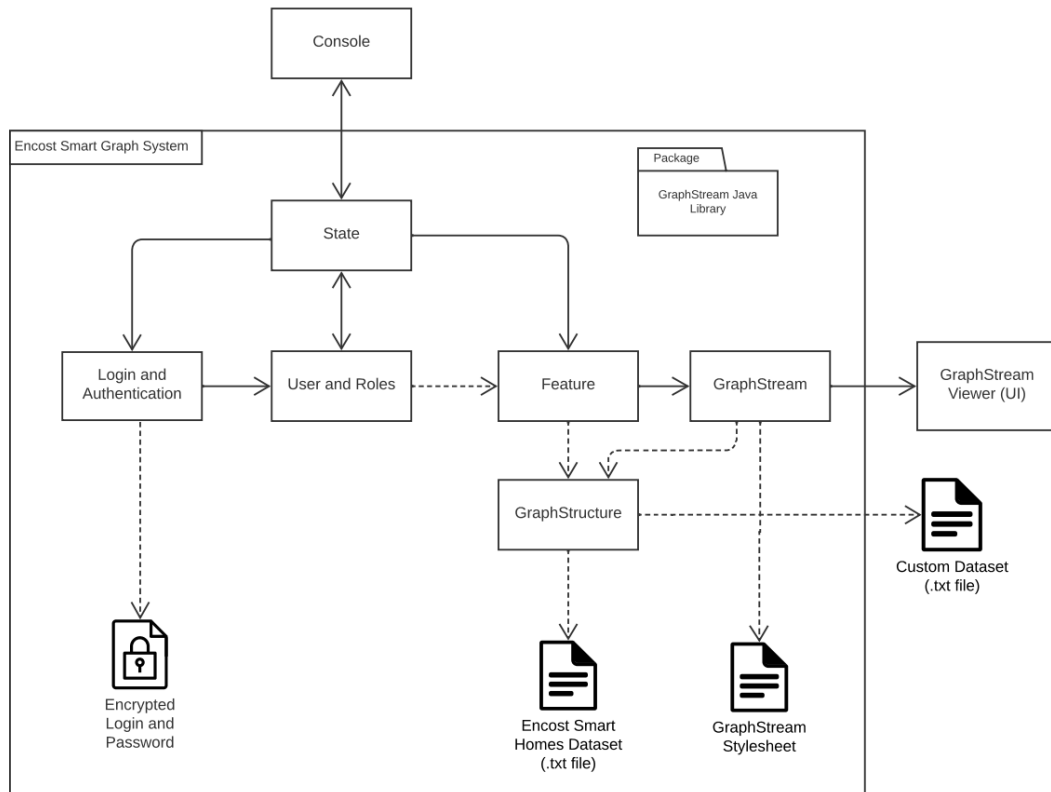 Console
Encost Smart Graph System
Package
GraphStream Java
Library
State
Login and
Authentication
User and Roles
Feature
GraphStream
GraphStream
Viewer (UI)
GraphStructure
Custom Dataset
(.txt file)
Encrypted
Login and
Password
Encost Smart
Homes Dataset
(.txt file)
GraphStream
Stylesheet